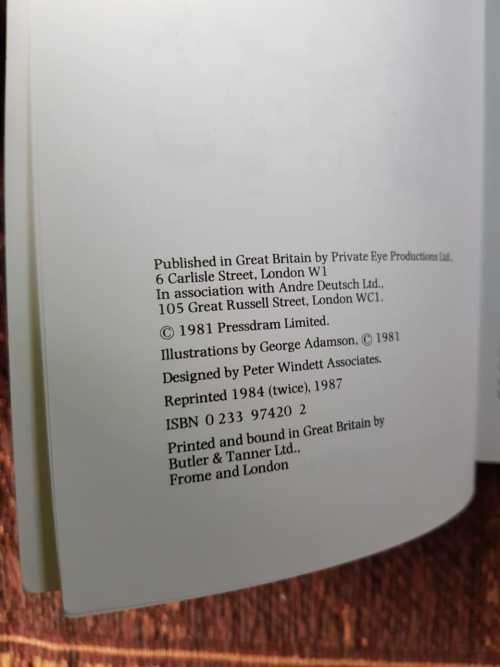 Published in Great Britain by Private Eye Productions Ltd.,
6 Carlisle Street, London W1
In association with Andre Deutsch Ltd.,
105 Great Russell Street, London WC1.
© 1981 Pressdram Limited.
Illustrations by George Adamson, © 1981
Designed by Peter Windett Associates.
Reprinted 1984 (twice), 1987
ISBN 0 233 97420 2
Printed and bound in Great Britain by
Butler & Tanner Ltd.,
Frome and London